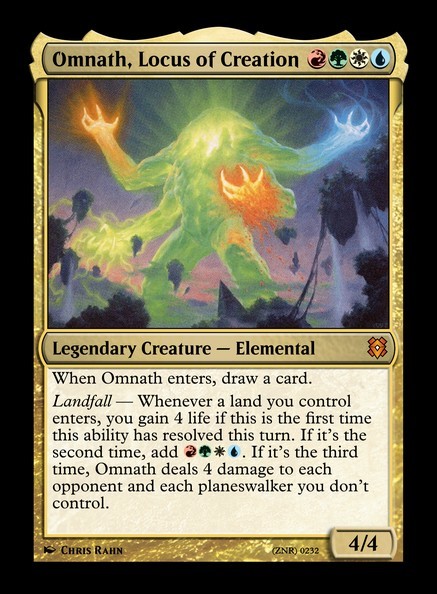 Omnath, Locus of Creation
Legendary Creature — Elemental
When Omnath enters, draw a card.
Landfall — Whenever a land you control
enters, you gain 4 life if this is the first time
this ability has resolved this turn. If it's the
second time, add . If it's the third
time, Omnath deals 4 damage to each
opponent and each planeswalker you don't
control.
4/4
Chris Rahn
(ZNR) 0232